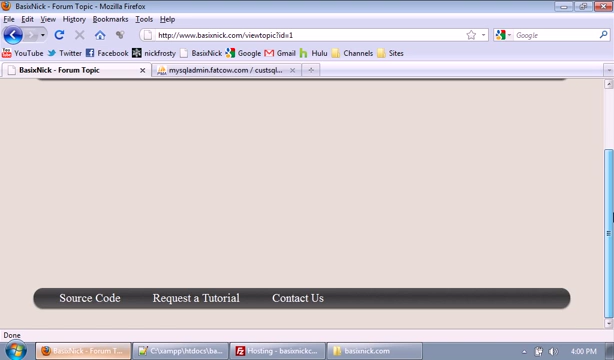 BasixNick - Forum Topic - Mozilla Firefox
File Edit View History Bookmarks Tools Help
http://www.basixnick.com/viewtopic?id=1
Google
YouTube Twitter Facebook nickfrosty BasixNick Google Gmail Hulu Channels Sites
BasixNick - Forum Topic
mysqladmin.fatcow.com / custsql...
Source Code Request a Tutorial Contact Us
Done
BasixNick - Forum T...
C:\xampp\htdocs\ba...
Hosting - basixnickc...
basixnick.com
4:00 PM